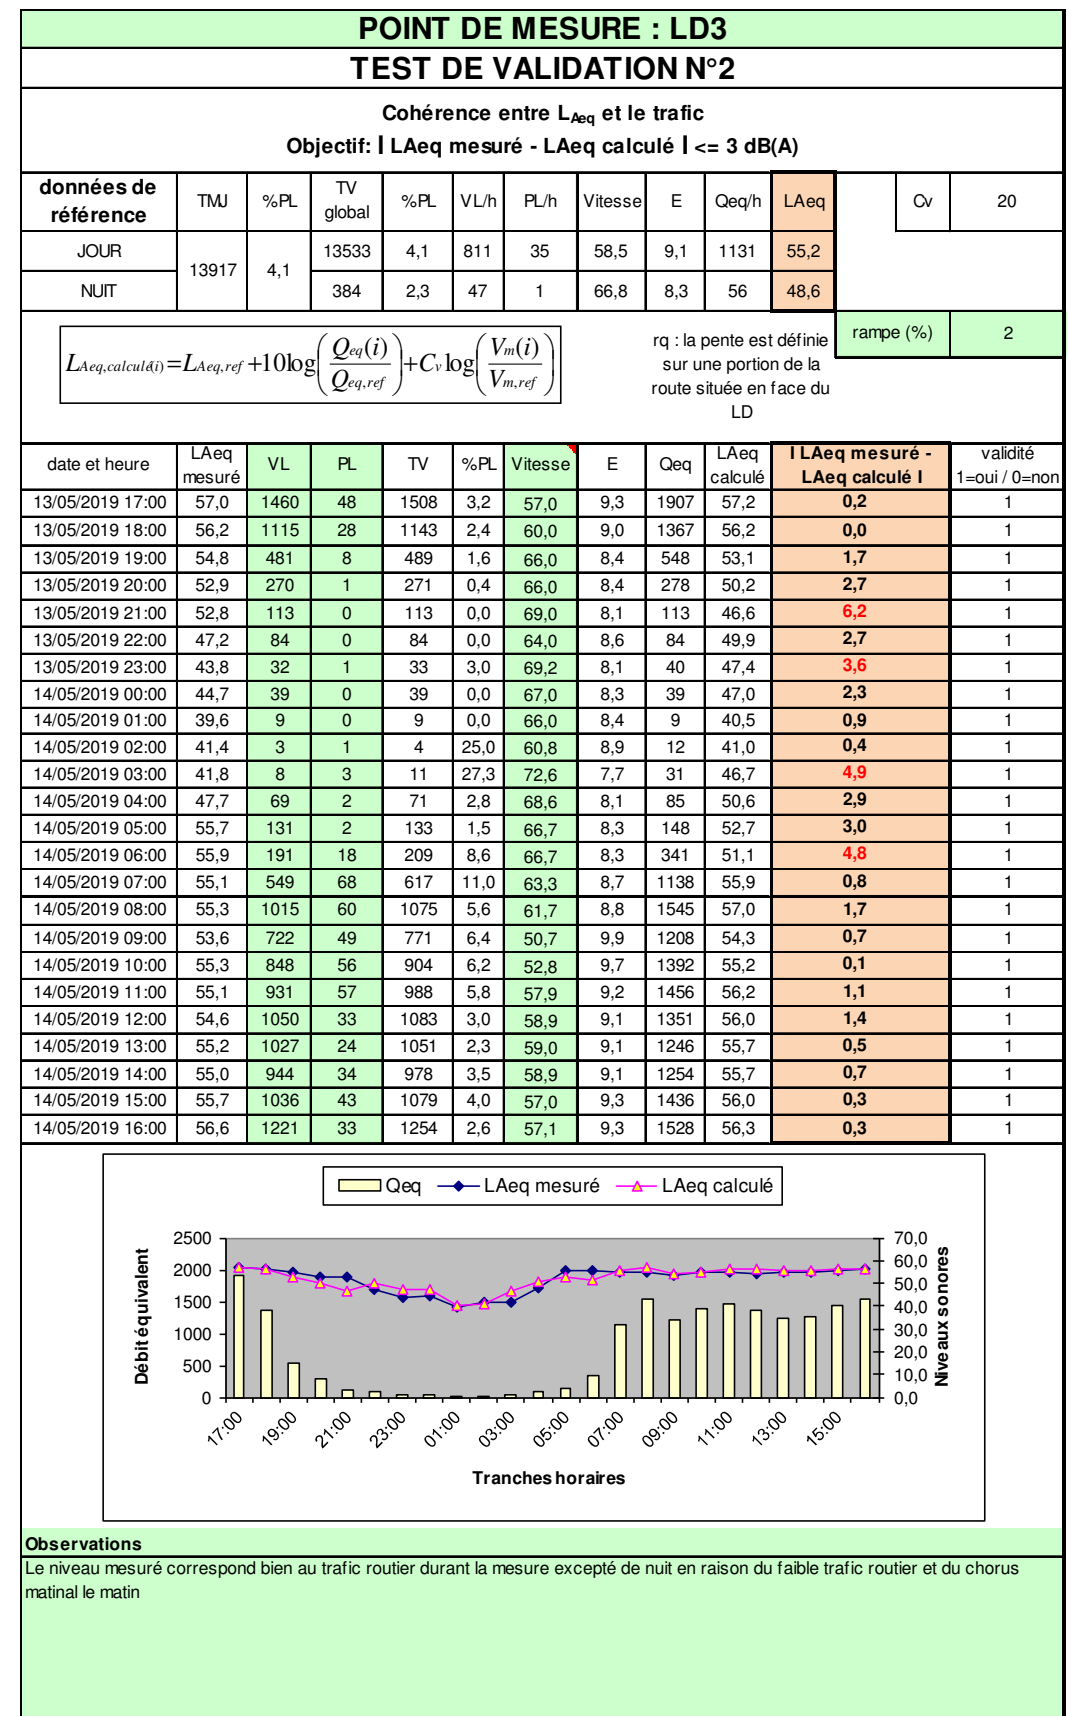 POINT DE MESURE : LD3
TEST DE VALIDATION N°2
Cohérence entre LAeq et le trafic
Objectif: l LAeq mesuré - LAeq calculé l <= 3 dB(A)
données de référence TMJ %PL TV global %PL VL/h PL/h Vitesse E Qeq/h LAeq Cv 20
JOUR 13917 4,1 13533 4,1 811 35 58,5 9,1 1131 55,2
NUIT 384 2,3 47 1 66,8 8,3 56 48,6
rampe (%) 2
LAeq,calculé(i) = LAeq,ref + 10log(Qeq(i)/Qeq,ref) + Cv log(Vm(i)/Vm,ref)
rq : la pente est définie
sur une portion de la
route située en face du
LD
date et heure LAeq mesuré VL PL TV %PL Vitesse E Qeq LAeq calculé l LAeq mesuré - LAeq calculé l validité 1=oui / 0=non
13/05/2019 17:00 57,0 1460 48 1508 3,2 57,0 9,3 1907 57,2 0,2 1
13/05/2019 18:00 56,2 1115 28 1143 2,4 60,0 9,0 1367 56,2 0,0 1
13/05/2019 19:00 54,8 481 8 489 1,6 66,0 8,4 548 53,1 1,7 1
13/05/2019 20:00 52,9 270 1 271 0,4 66,0 8,4 278 50,2 2,7 1
13/05/2019 21:00 52,8 113 0 113 0,0 69,0 8,1 113 46,6 6,2 1
13/05/2019 22:00 47,2 84 0 84 0,0 64,0 8,6 84 49,9 2,7 1
13/05/2019 23:00 43,8 32 1 33 3,0 69,2 8,1 40 47,4 3,6 1
14/05/2019 00:00 44,7 39 0 39 0,0 67,0 8,3 39 47,0 2,3 1
14/05/2019 01:00 39,6 9 0 9 0,0 66,0 8,4 9 40,5 0,9 1
14/05/2019 02:00 41,4 3 1 4 25,0 60,8 8,9 12 41,0 0,4 1
14/05/2019 03:00 41,8 8 3 11 27,3 72,6 7,7 31 46,7 4,9 1
14/05/2019 04:00 47,7 69 2 71 2,8 68,6 8,1 85 50,6 2,9 1
14/05/2019 05:00 55,7 131 2 133 1,5 66,7 8,3 148 52,7 3,0 1
14/05/2019 06:00 55,9 191 18 209 8,6 66,7 8,3 341 51,1 4,8 1
14/05/2019 07:00 55,1 549 68 617 11,0 63,3 8,7 1138 55,9 0,8 1
14/05/2019 08:00 55,3 1015 60 1075 5,6 61,7 8,8 1545 57,0 1,7 1
14/05/2019 09:00 53,6 722 49 771 6,4 50,7 9,9 1208 54,3 0,7 1
14/05/2019 10:00 55,3 848 56 904 6,2 52,8 9,7 1392 55,2 0,1 1
14/05/2019 11:00 55,1 931 57 988 5,8 57,9 9,2 1456 56,2 1,1 1
14/05/2019 12:00 54,6 1050 33 1083 3,0 58,9 9,1 1351 56,0 1,4 1
14/05/2019 13:00 55,2 1027 24 1051 2,3 59,0 9,1 1246 55,7 0,5 1
14/05/2019 14:00 55,0 944 34 978 3,5 58,9 9,1 1254 55,7 0,7 1
14/05/2019 15:00 55,7 1036 43 1079 4,0 57,0 9,3 1436 56,0 0,3 1
14/05/2019 16:00 56,6 1221 33 1254 2,6 57,1 9,3 1528 56,3 0,3 1
Qeq LAeq mesuré LAeq calculé
Débit équivalent
2500
2000
1500
1000
500
0
70,0
60,0
50,0
40,0
30,0
20,0
10,0
0,0
Niveaux sonores
17:00 19:00 21:00 23:00 01:00 03:00 05:00 07:00 09:00 11:00 13:00 15:00
Tranches horaires
Observations
Le niveau mesuré correspond bien au trafic routier durant la mesure excepté de nuit en raison du faible trafic routier et du chorus
matinal le matin